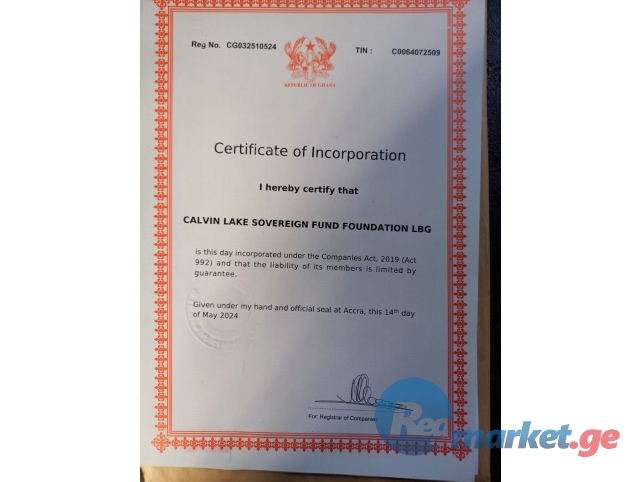 Reg No. CG032510524 TIN : C0064072509
REPUBLIC OF GHANA
Certificate of Incorporation
I hereby certify that
CALVIN LAKE SOVEREIGN FUND FOUNDATION LBG
is this day incorporated under the Companies Act, 2019 (Act
992) and that the liability of its members is limited by
guarantee.
Given under my hand and official seal at Accra, this 14th day
of May 2024
For: Registrar of Companies
Realmarket.ge